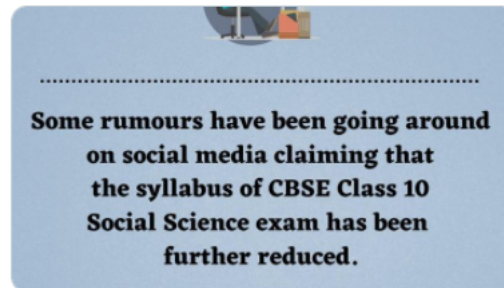 Some rumours have been going around
on social media claiming that
the syllabus of CBSE Class 10
Social Science exam has been
further reduced.